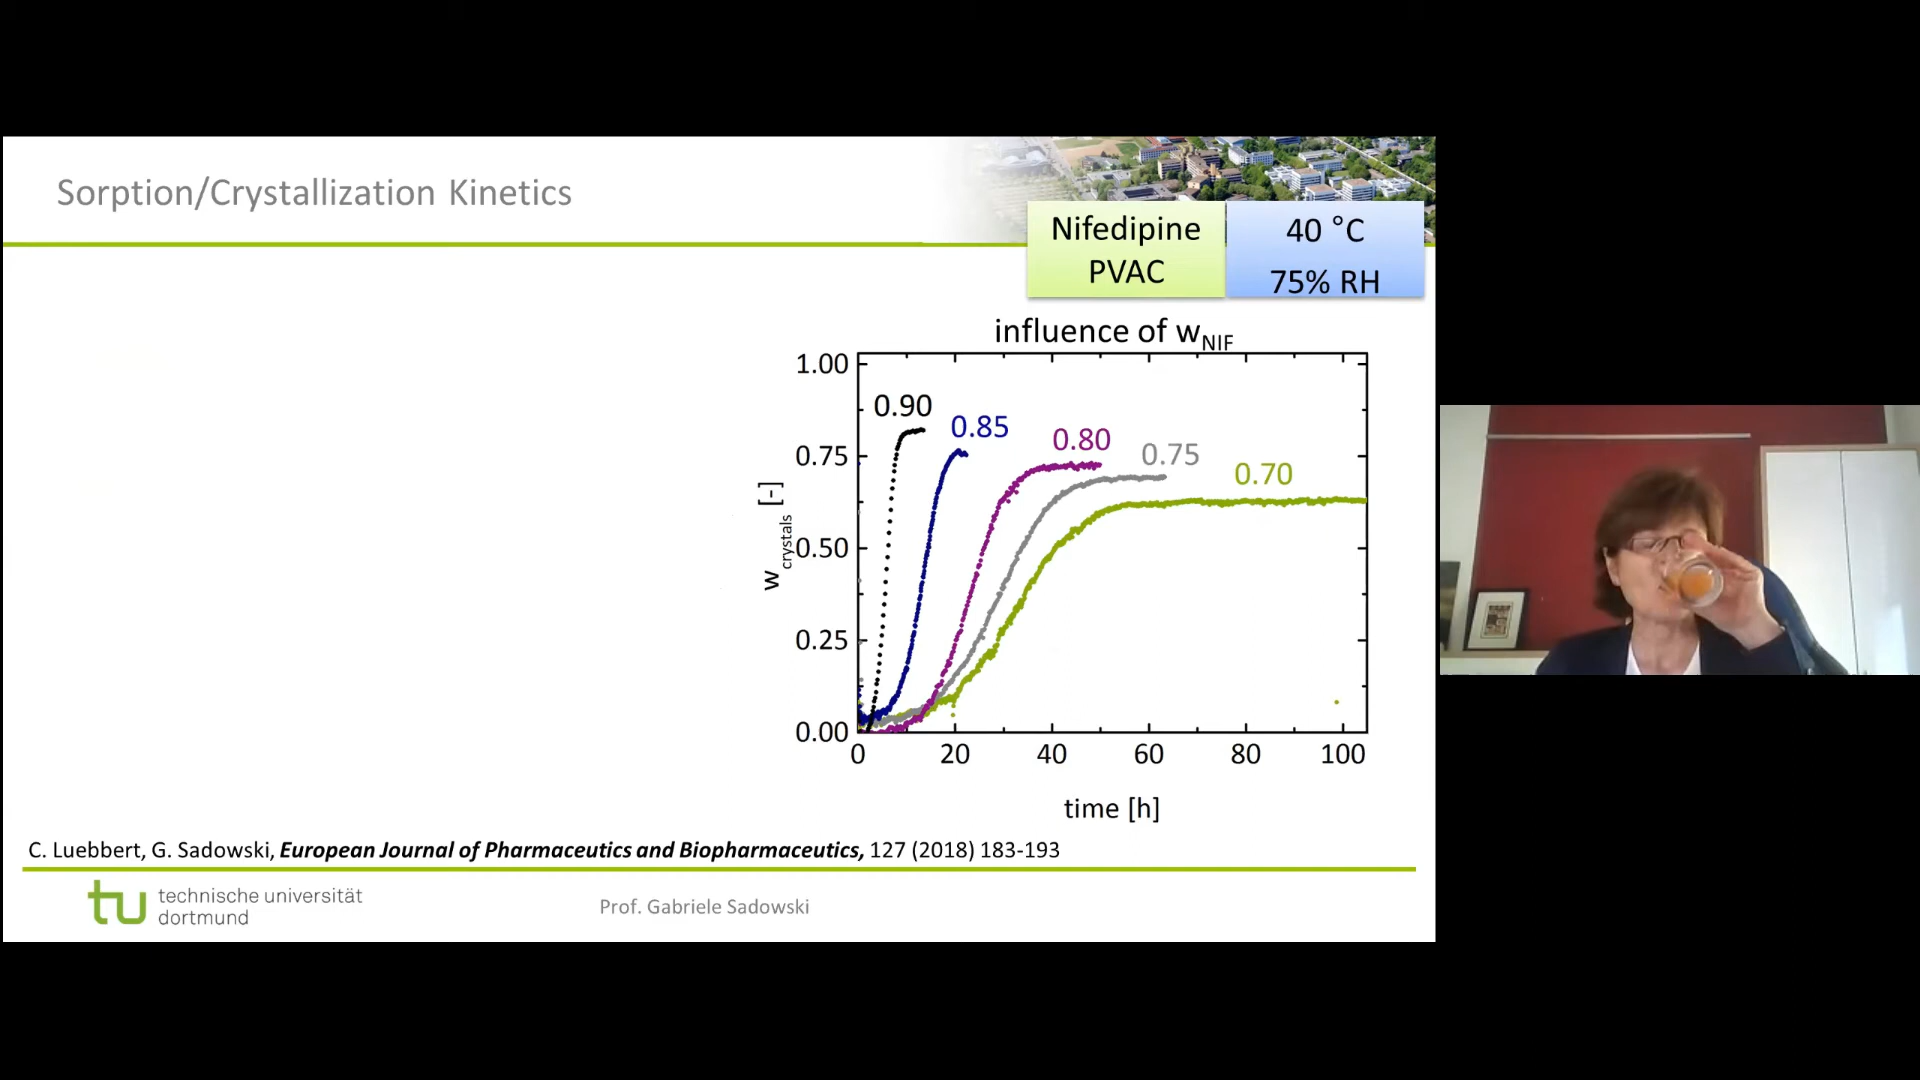 Sorption/Crystallization Kinetics
Nifedipine
PVAC
40 °C
75% RH
influence of wNIF
1.00
0.75
0.50
0.25
0.00
wcrystals [-]
0.90
0.85
0.80
0.75
0.70
0 20 40 60 80 100
time [h]
C. Luebbert, G. Sadowski, European Journal of Pharmaceutics and Biopharmaceutics, 127 (2018) 183-193
tu technische universität
dortmund
Prof. Gabriele Sadowski